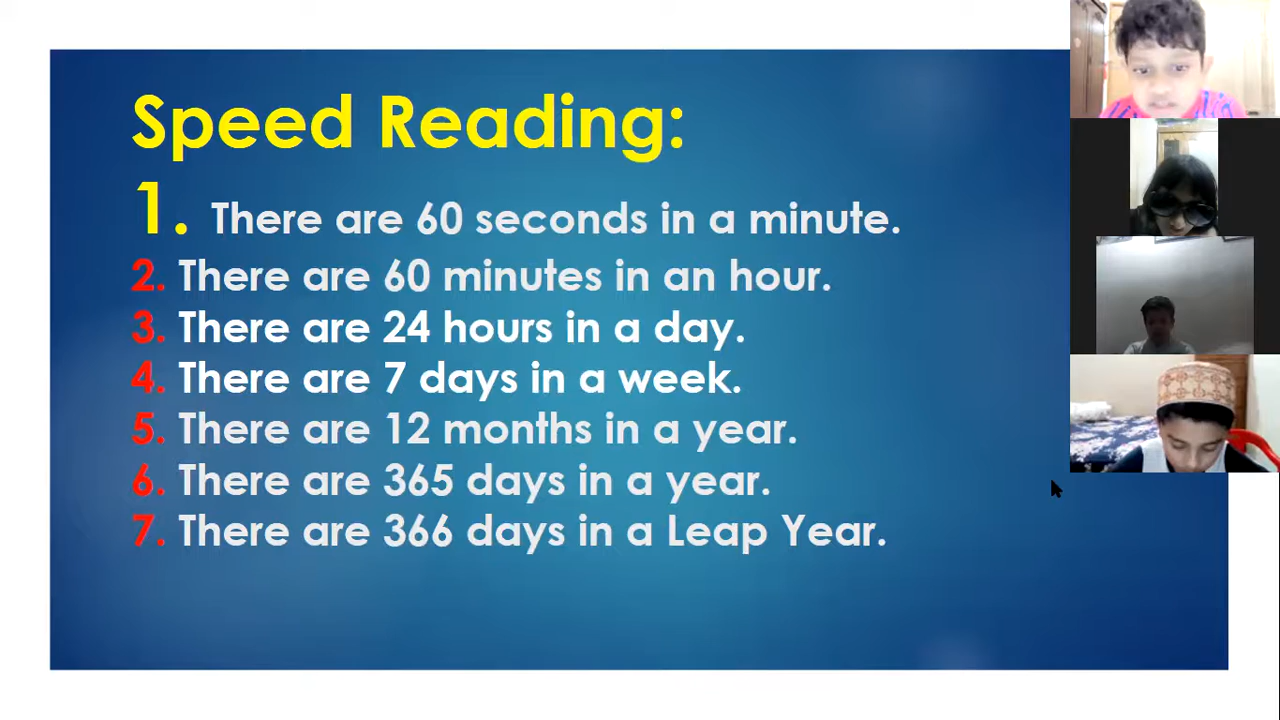 Speed Reading:
1. There are 60 seconds in a minute.
2. There are 60 minutes in an hour.
3. There are 24 hours in a day.
4. There are 7 days in a week.
5. There are 12 months in a year.
6. There are 365 days in a year.
7. There are 366 days in a Leap Year.